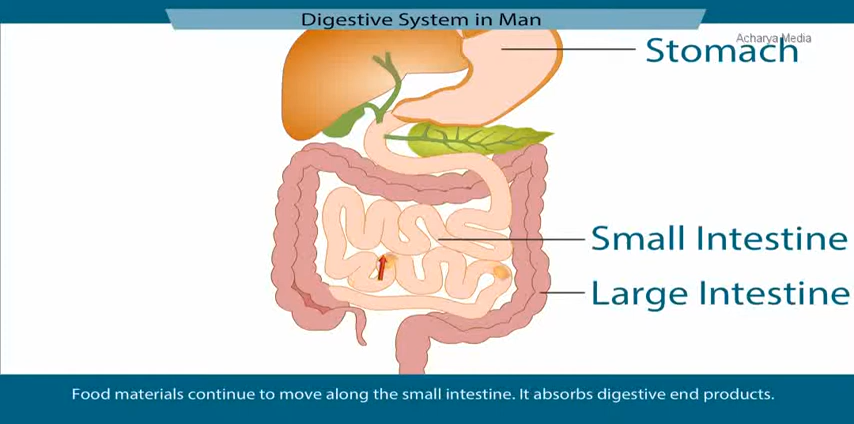 Digestive System in Man
Acharya Media
Stomach
Small Intestine
Large Intestine
Food materials continue to move along the small intestine. It absorbs digestive end products.